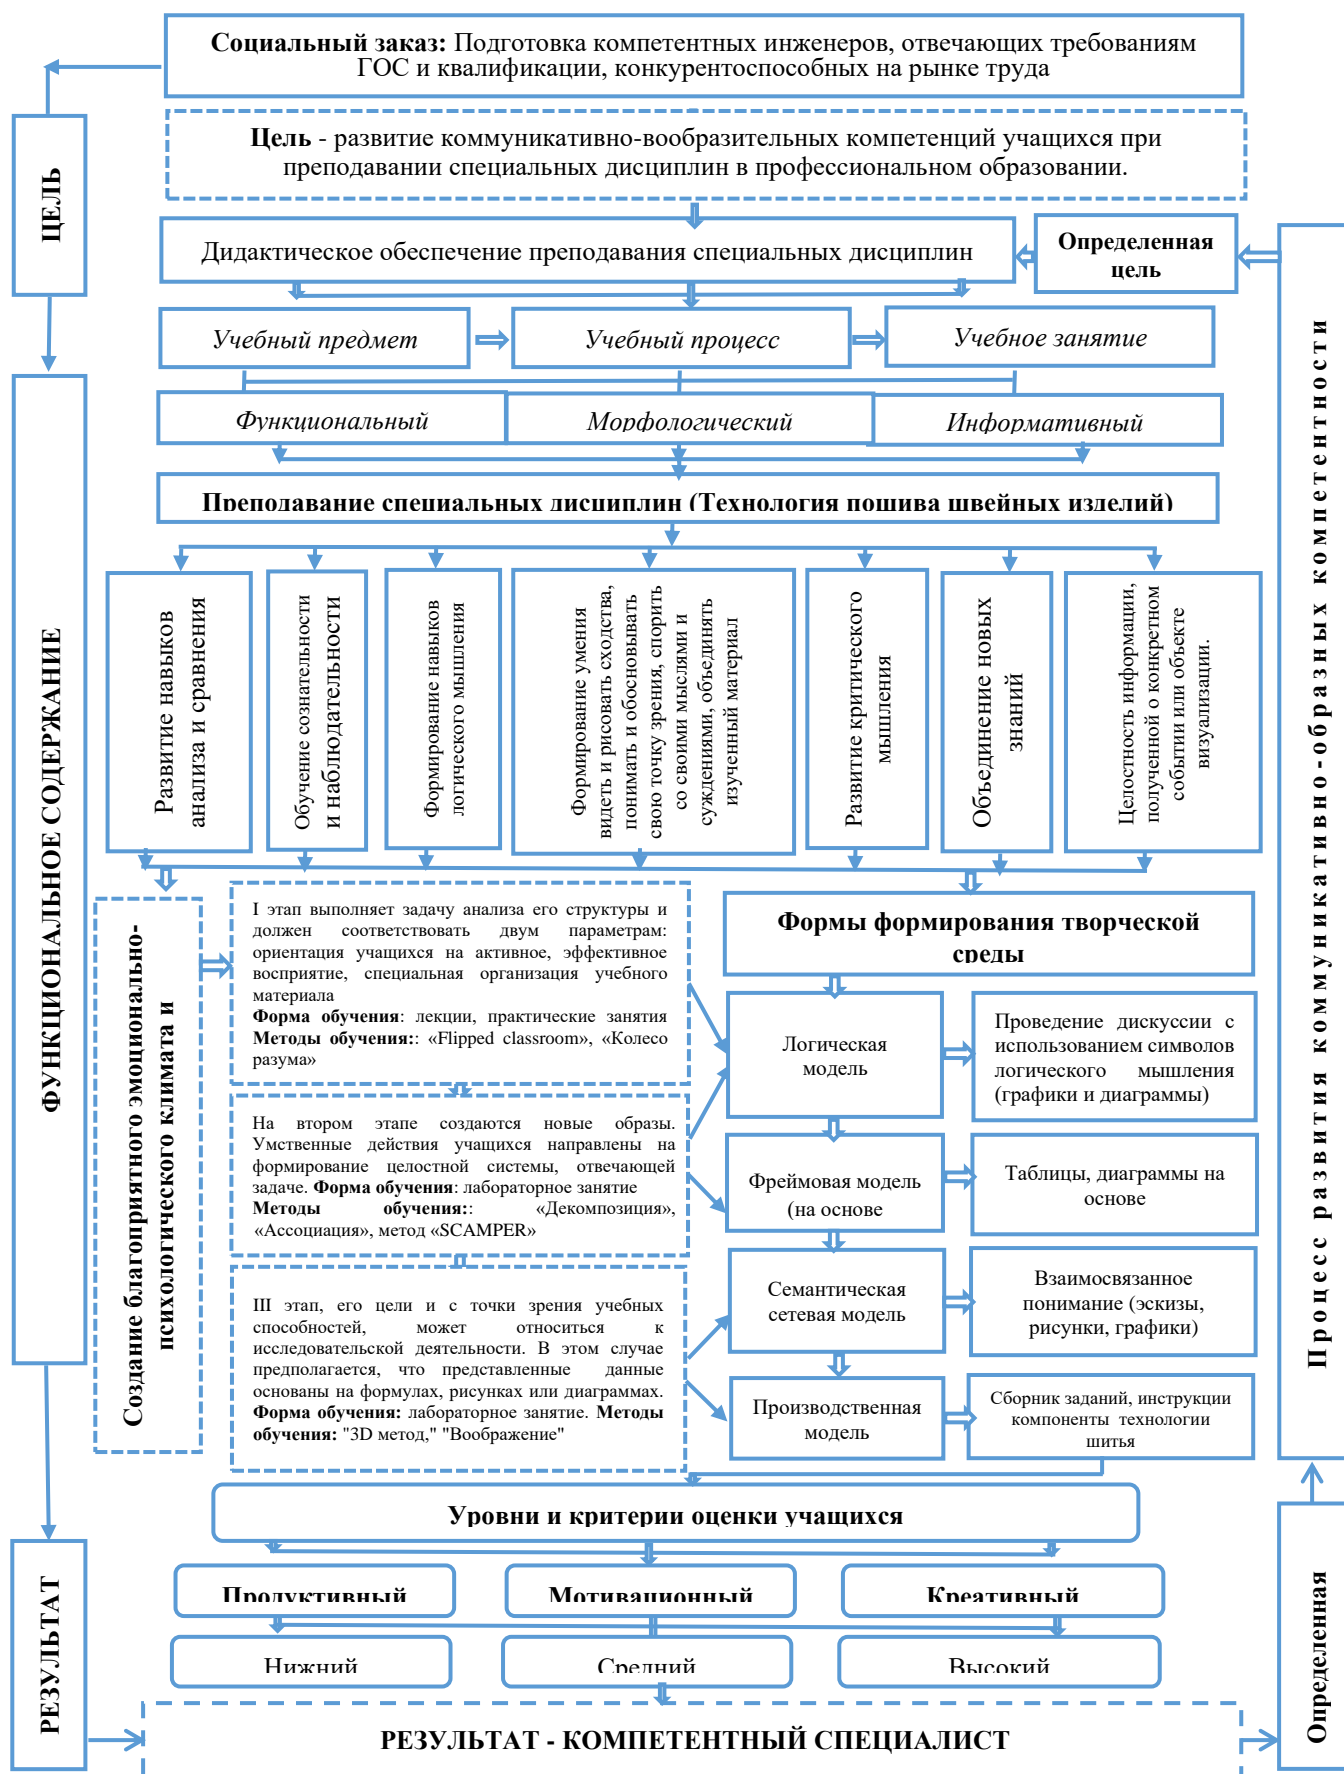 Социальный заказ: Подготовка компетентных инженеров, отвечающих требованиям
ГОС и квалификации, конкурентоспособных на рынке труда
ЦЕЛЬ
Цель - развитие коммуникативно-вообразительных компетенций учащихся при
преподавании специальных дисциплин в профессиональном образовании.
Дидактическое обеспечение преподавания специальных дисциплин
Определенная
цель
Учебный предмет
Учебный процесс
Учебное занятие
Функциональный
Морфологический
Информативный
Преподавание специальных дисциплин (Технология пошива швейных изделий)
ФУНКЦИОНАЛЬНОЕ СОДЕРЖАНИЕ
Развитие навыков
анализа и сравнения
Обучение сознательности
и наблюдательности
Формирование навыков
логического мышления
Формирование умения
видеть и рисовать сходства,
понимать и обосновывать
свою точку зрения, спорить
со своими мыслями и
суждениями, объединять
изученный материал
Развитие критического
мышления
Объединение новых
знаний
Целостность информации,
полученной о конкретном
событии или объекте
визуализации.
Процесс развития коммуникативно-образных компетентности
Создание благоприятного эмоционально-
психологического климата и
I этап выполняет задачу анализа его структуры и
должен соответствовать двум параметрам:
ориентация учащихся на активное, эффективное
восприятие, специальная организация учебного
материала
Форма обучения: лекции, практические занятия
Методы обучения:: «Flipped classroom», «Колесо
разума»
На втором этапе создаются новые образы.
Умственные действия учащихся направлены на
формирование целостной системы, отвечающей
задаче. Форма обучения: лабораторное занятие
Методы обучения:: «Декомпозиция»,
«Ассоциация», метод «SCAMPER»
III этап, его цели и с точки зрения учебных
способностей, может относиться к
исследовательской деятельности. В этом случае
предполагается, что представленные данные
основаны на формулах, рисунках или диаграммах.
Форма обучения: лабораторное занятие. Методы
обучения: "3D метод," "Воображение"
Формы формирования творческой
среды
Логическая
модель
Проведение дискуссии с
использованием символов
логического мышления
(графики и диаграммы)
Фреймовая модель
(на основе
Таблицы, диаграммы на
основе
Семантическая
сетевая модель
Взаимосвязанное
понимание (эскизы,
рисунки, графики)
Производственная
модель
Сборник заданий, инструкции
компоненты технологии
шитья
Уровни и критерии оценки учащихся
Продуктивный
Мотивационный
Креативный
Нижний
Средний
Высокий
РЕЗУЛЬТАТ
РЕЗУЛЬТАТ - КОМПЕТЕНТНЫЙ СПЕЦИАЛИСТ
Определенная